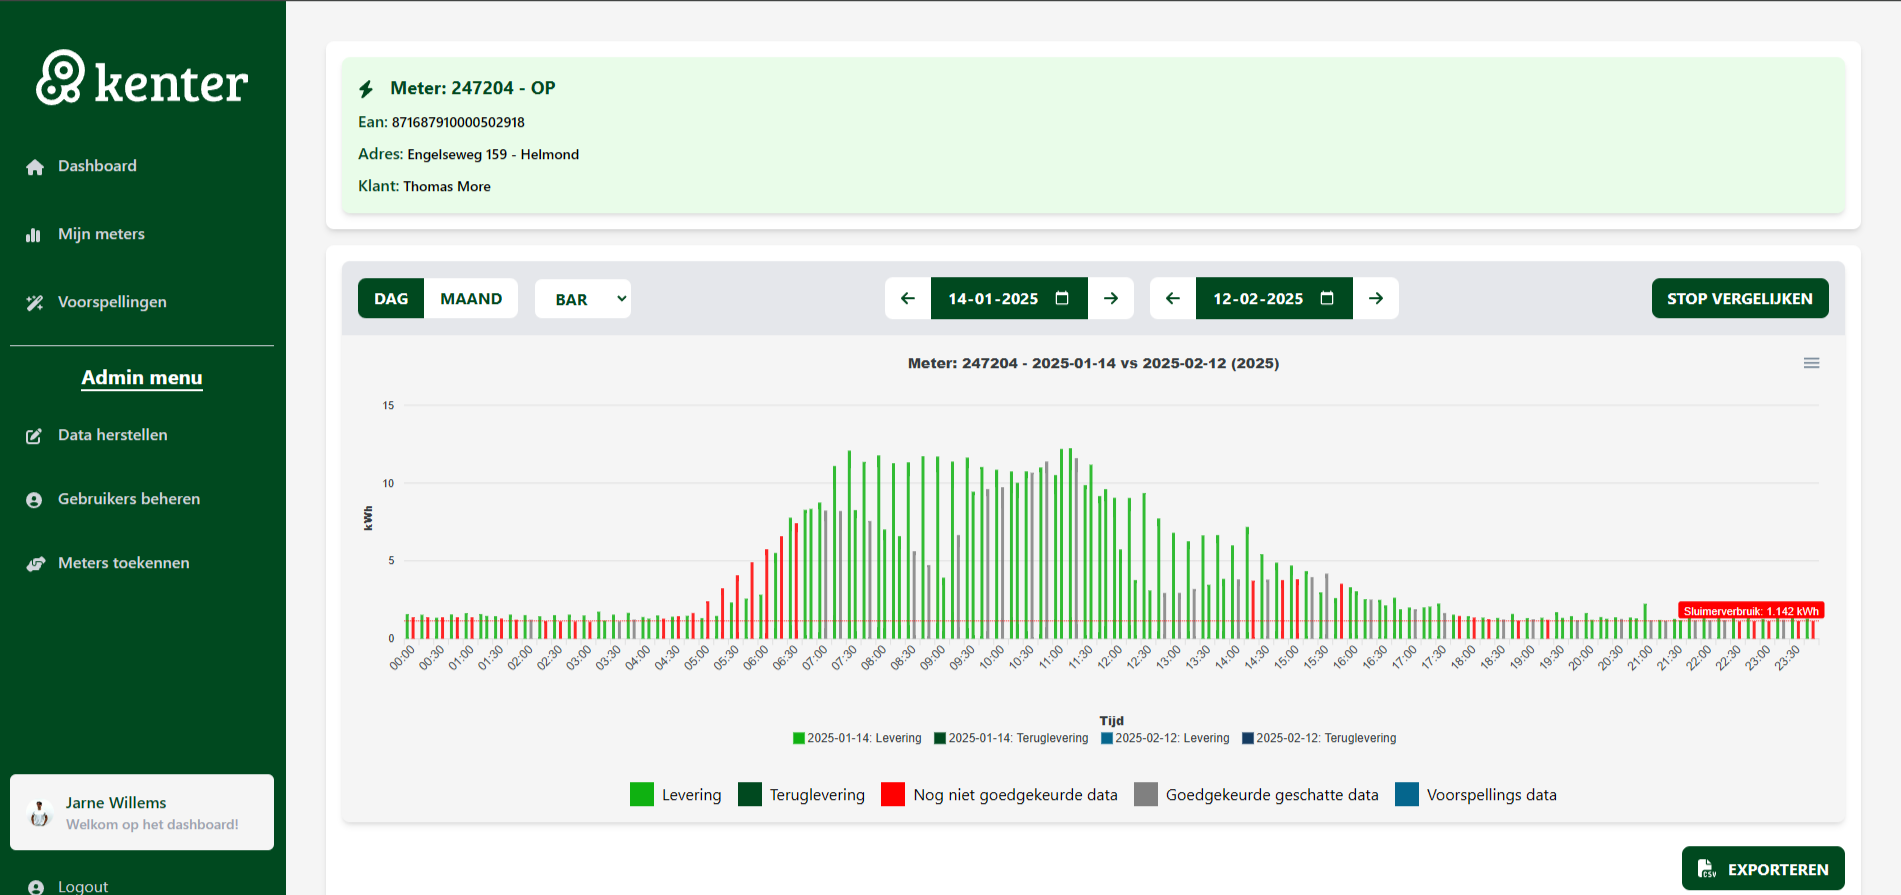 kenter
Dashboard
Mijn meters
Voorspellingen
Admin menu
Data herstellen
Gebruikers beheren
Meters toekennen
Jarne Willems
Welkom op het dashboard!
Logout
Meter: 247204 - OP
Ean: 871687910000502918
Adres: Engelseweg 159 - Helmond
Klant: Thomas More
DAG MAAND BAR 14-01-2025 12-02-2025 STOP VERGELIJKEN
Meter: 247204 - 2025-01-14 vs 2025-02-12 (2025)
15
10
5
0
kWh
Sluimerverbruik: 1.142 kWh
00:00 00:30 01:00 01:30 02:00 02:30 03:00 03:30 04:00 04:30 05:00 05:30 06:00 06:30 07:00 07:30 08:00 08:30 09:00 09:30 10:00 10:30 11:00 11:30 12:00 12:30 13:00 13:30 14:00 14:30 15:00 15:30 16:00 16:30 17:00 17:30 18:00 18:30 19:00 19:30 20:00 20:30 21:00 21:30 22:00 22:30 23:00 23:30
Tijd
2025-01-14: Levering 2025-01-14: Teruglevering 2025-02-12: Levering 2025-02-12: Teruglevering
Levering Teruglevering Nog niet goedgekeurde data Goedgekeurde geschatte data Voorspellings data
CSV EXPORTEREN